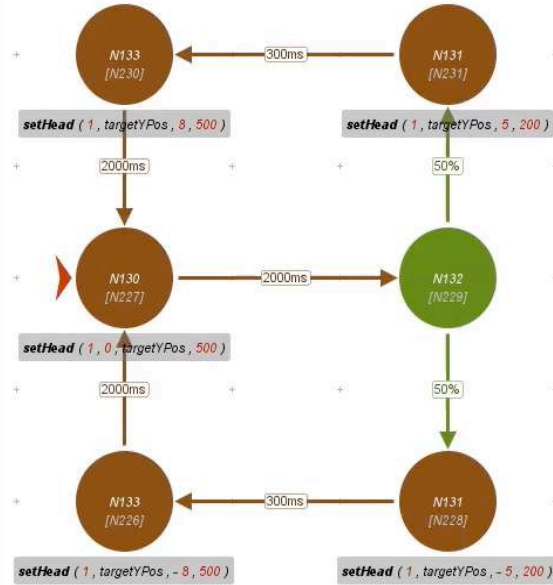 N133
[N230]
300ms
N131
[N231]
setHead ( 1 , targetYPos , 8 , 500 )
setHead ( 1 , targetYPos , 5 , 200 )
2000ms
50%
N130
[N227]
2000ms
N132
[N229]
setHead ( 1 , 0 , targetYPos , 500 )
2000ms
50%
N133
[N226]
300ms
N131
[N228]
setHead ( 1 , targetYPos , - 8 , 500 )
setHead ( 1 , targetYPos , - 5 , 200 )